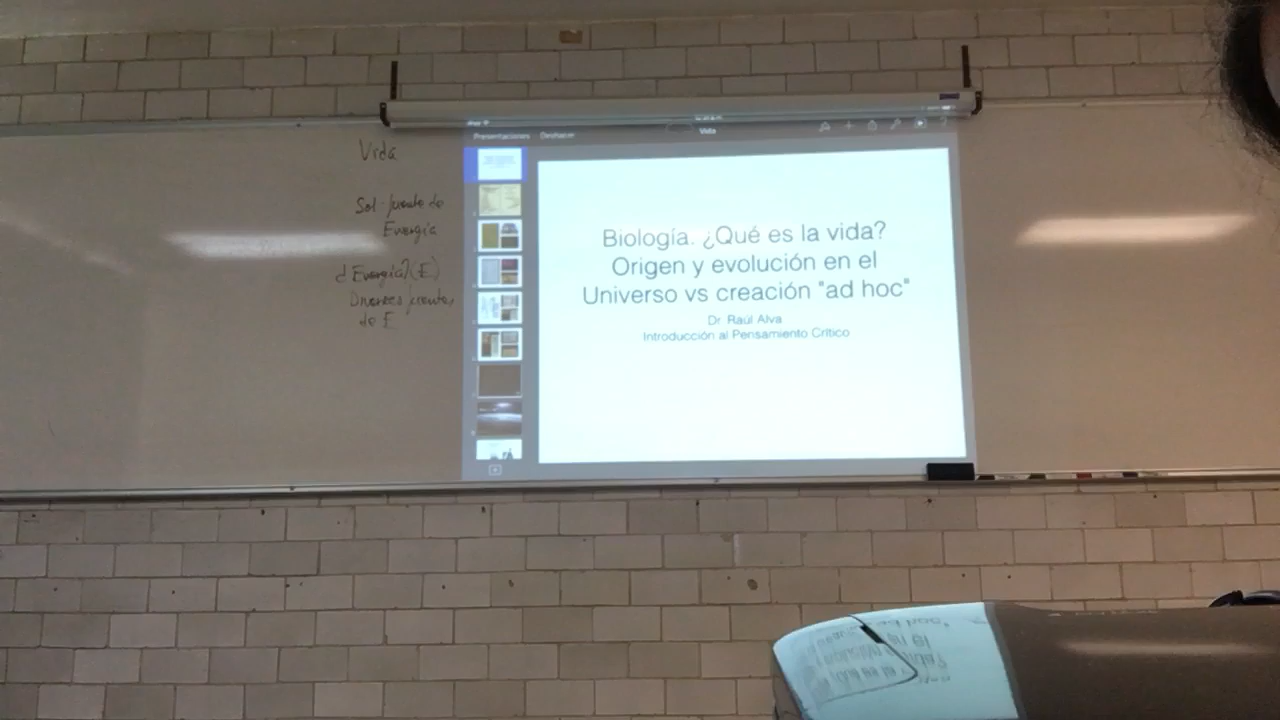 Presentaciones Deshacer
Vida
Vida
Sol - fuente de
Energía
¿Energía? (E)
Diversas fuentes
de E
Biología. ¿Qué es la vida?
Origen y evolución en el
Universo vs creación "ad hoc"
Dr. Raúl Alva
Introducción al Pensamiento Crítico